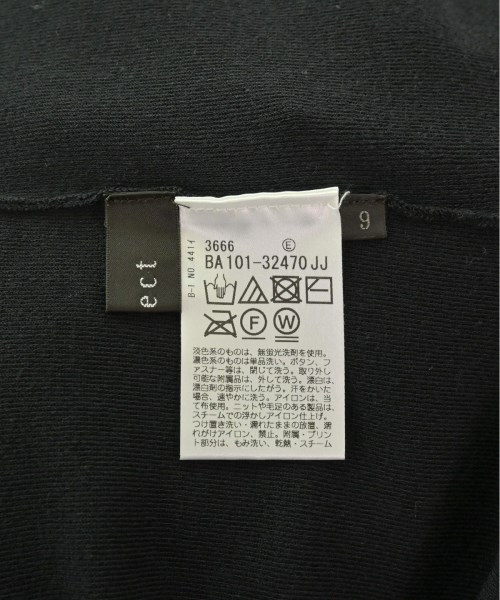 ect
9
B-I NO.441イ
3666 Ⓔ
BA101-32470JJ
F W
淡色系のものは、無蛍光洗剤を使用。
濃色系のものは単品洗い。ボタン、フ
ァスナー等は、閉じて洗う。取り外し
可能な附属品は、外して洗う。漂白は、
漂白剤の指示にしたがう。汗をかいた
場合、速やかに洗う。アイロンは、当
て布使用。ニットや毛足のある製品は、
スチームでの浮かしアイロン仕上げ。
つけ置き洗い・濡れたままの放置、濡
れがけアイロン、禁止。附属・プリン
ト部分は、もみ洗い、乾熱・スチーム